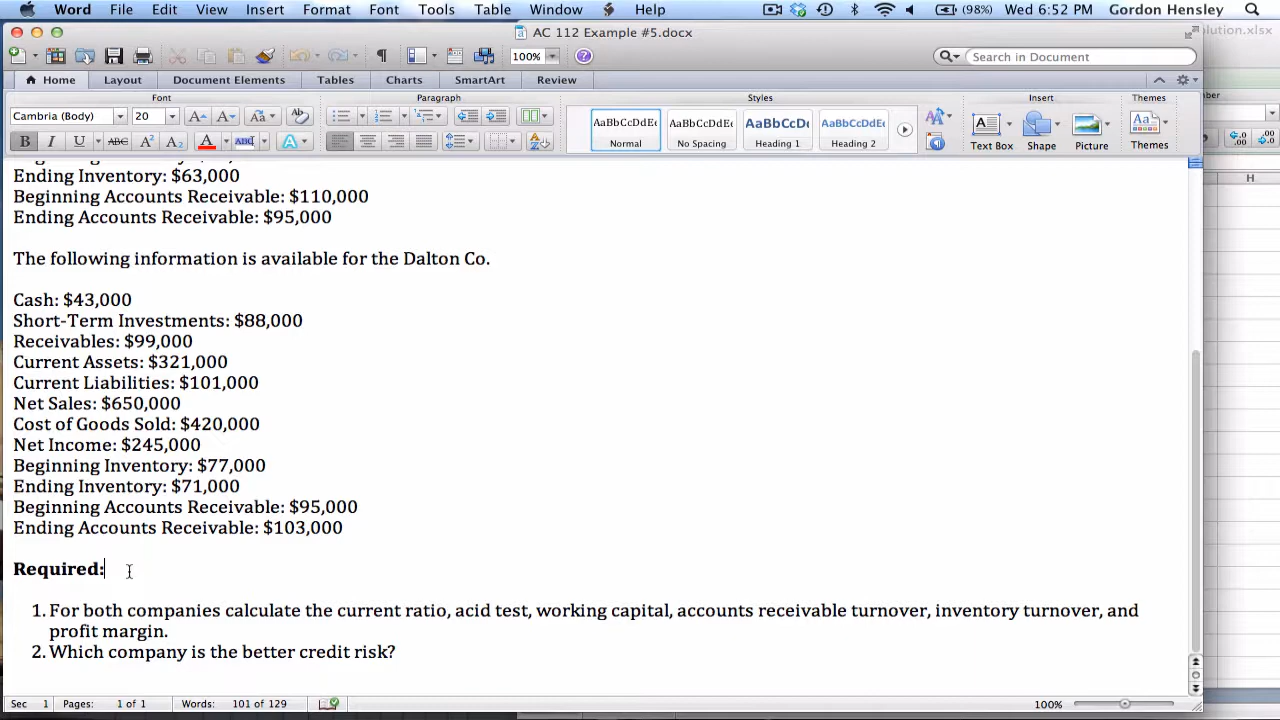 Word File Edit View Insert Format Font Tools Table Window Help (98%) Wed 6:52 PM Gordon Hensley
AC 112 Example #5.docx
olution.xlsx
100% Search in Document
Home Layout Document Elements Tables Charts SmartArt Review
Font Paragraph Styles Insert Themes
Cambria (Body) 20
AaBbCcDdEe AaBbCcDdEe AaBbCcDc AaBbCcDdEe
B I U ABC A² A₂
Normal No Spacing Heading 1 Heading 2 Text Box Shape Picture Themes
H
Ending Inventory: $63,000
Beginning Accounts Receivable: $110,000
Ending Accounts Receivable: $95,000
The following information is available for the Dalton Co.
Cash: $43,000
Short-Term Investments: $88,000
Receivables: $99,000
Current Assets: $321,000
Current Liabilities: $101,000
Net Sales: $650,000
Cost of Goods Sold: $420,000
Net Income: $245,000
Beginning Inventory: $77,000
Ending Inventory: $71,000
Beginning Accounts Receivable: $95,000
Ending Accounts Receivable: $103,000
Required:
1. For both companies calculate the current ratio, acid test, working capital, accounts receivable turnover, inventory turnover, and
profit margin.
2. Which company is the better credit risk?
Sec 1 Pages: 1 of 1 Words: 101 of 129 100%